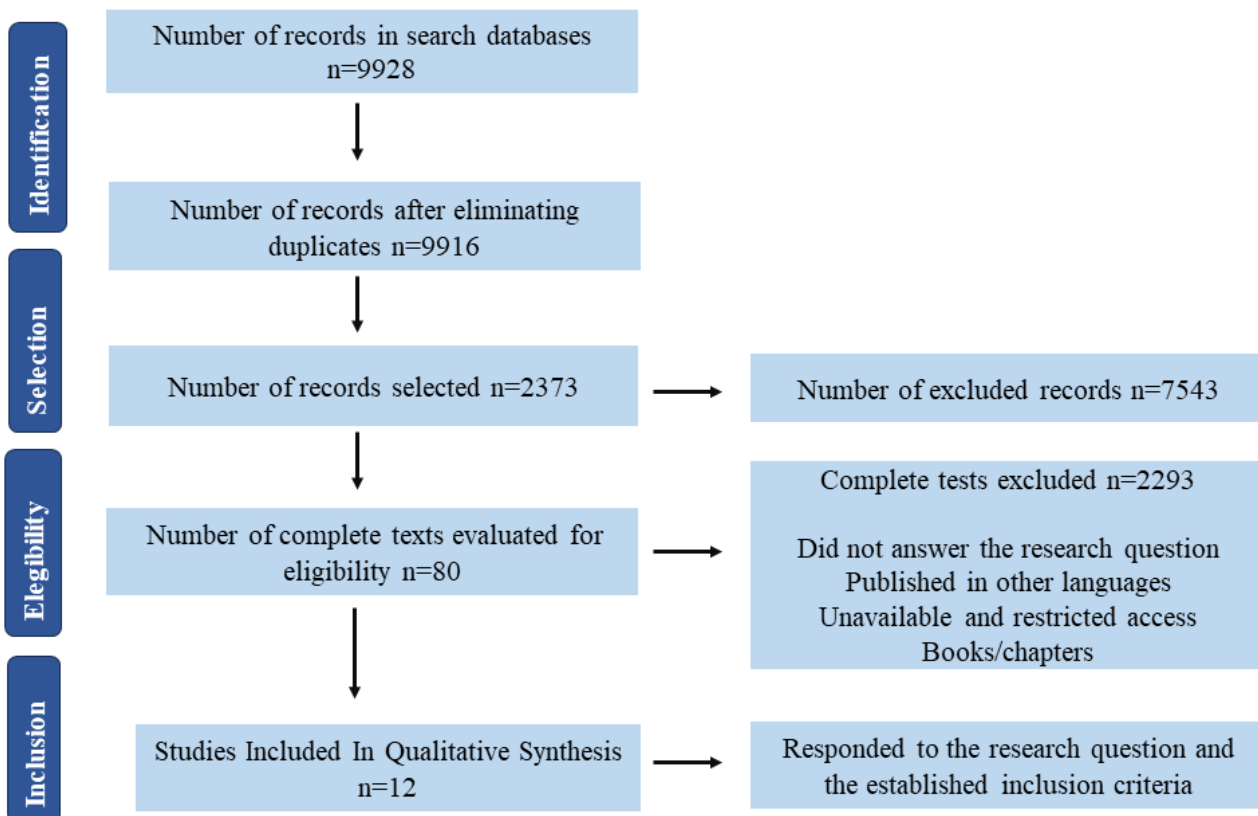 Identification
Number of records in search databases
n=9928
Number of records after eliminating
duplicates n=9916
Selection
Number of records selected n=2373
Number of excluded records n=7543
Elegibility
Number of complete texts evaluated for
eligibility n=80
Complete tests excluded n=2293
Did not answer the research question
Published in other languages
Unavailable and restricted access
Books/chapters
Inclusion
Studies Included In Qualitative Synthesis
n=12
Responded to the research question and
the established inclusion criteria